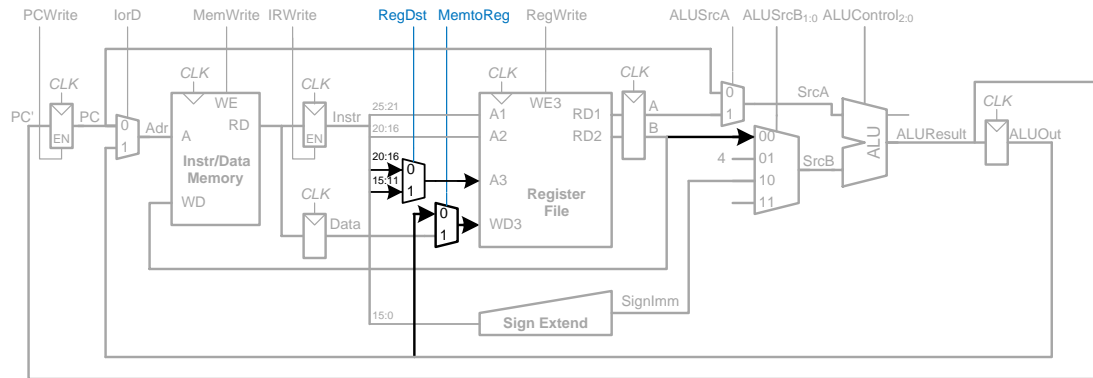 PCWrite IorD MemWrite IRWrite RegDst MemtoReg RegWrite ALUSrcA ALUSrcB1:0 ALUControl2:0
CLK CLK CLK CLK CLK
WE WE3 0 SrcA CLK
PC' PC 0 Adr A RD Instr 25:21 A1 RD1 A 1
EN EN 20:16 A2 RD2 B 00 ALUResult ALUOut
1 Instr/Data 20:16 0 4 01 SrcB ALU
Memory 15:11 1 A3 Register 10
CLK File 11
WD Data 0 WD3
1
SignImm
15:0 Sign Extend